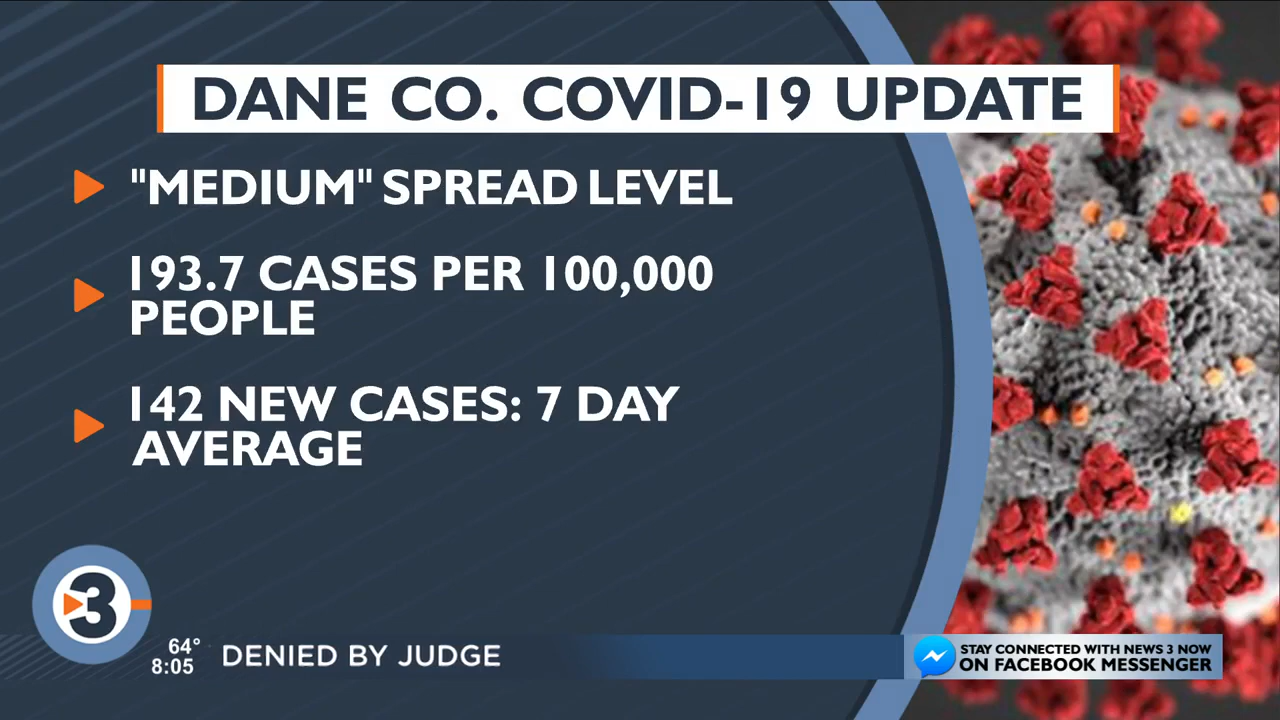 DANE CO. COVID-19 UPDATE
"MEDIUM" SPREAD LEVEL
193.7 CASES PER 100,000
PEOPLE
142 NEW CASES: 7 DAY
AVERAGE
3
64°
8:05
DENIED BY JUDGE
STAY CONNECTED WITH NEWS 3 NOW
ON FACEBOOK MESSENGER